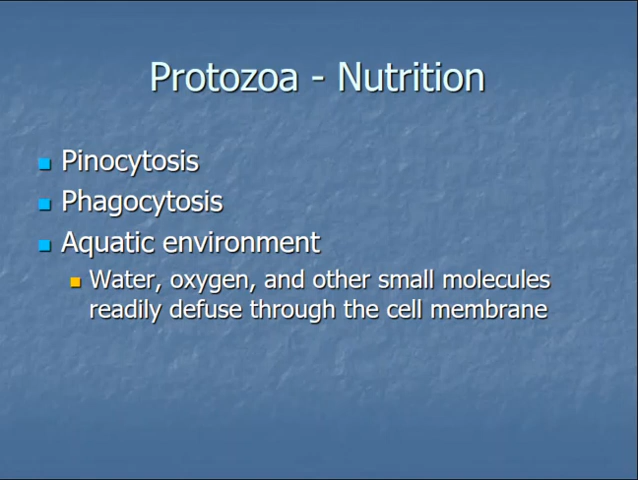 Protozoa - Nutrition
Pinocytosis
Phagocytosis
Aquatic environment
Water, oxygen, and other small molecules
readily defuse through the cell membrane